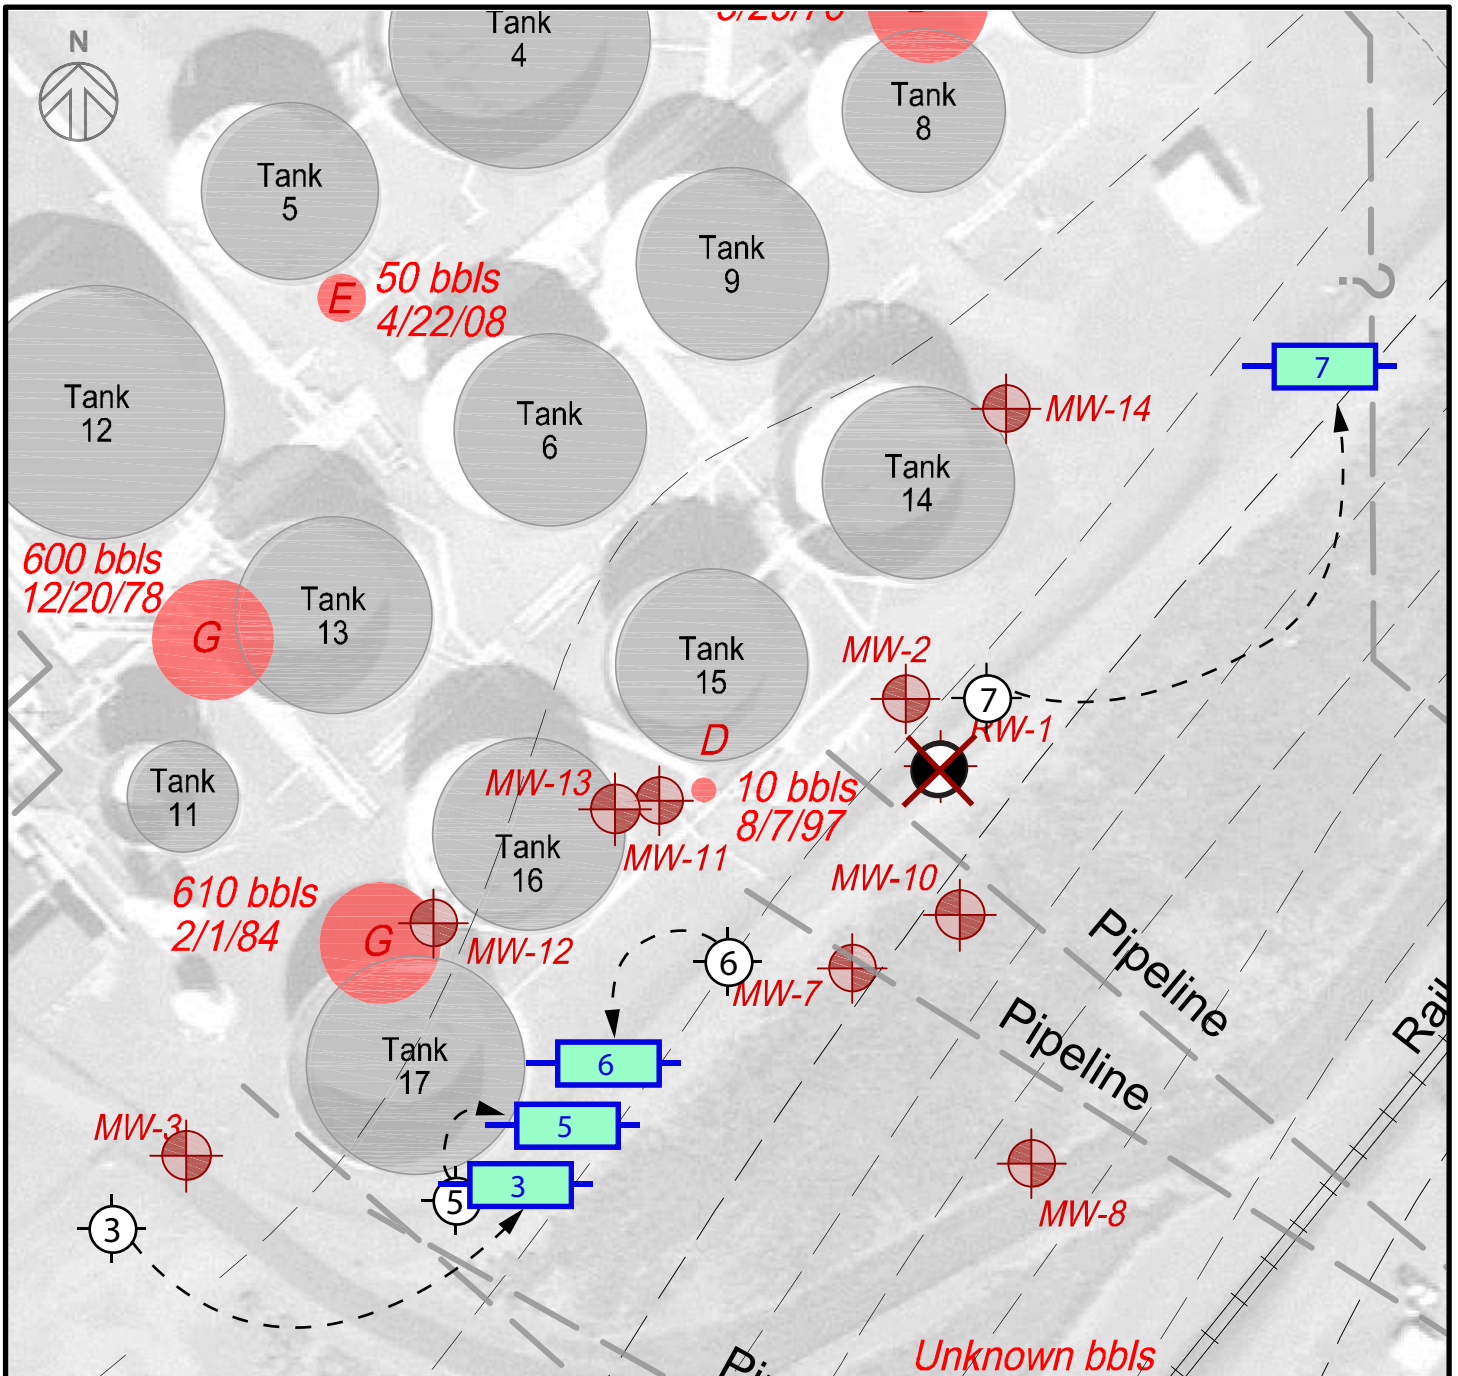 N
Tank
4
Tank
8
Tank
5
Tank
9
E
50 bbls
4/22/08
?
7
Tank
12
Tank
6
MW-14
Tank
14
600 bbls
12/20/78
G
Tank
13
MW-2
Tank
15
7
RW-1
D
Tank
11
MW-13
10 bbls
8/7/97
Tank
16
MW-11
MW-10
610 bbls
2/1/84
G
MW-12
6
MW-7
Pipeline
Pipeline
Rail
Tank
17
6
5
3
5
MW-3
3
MW-8
Unknown bbls